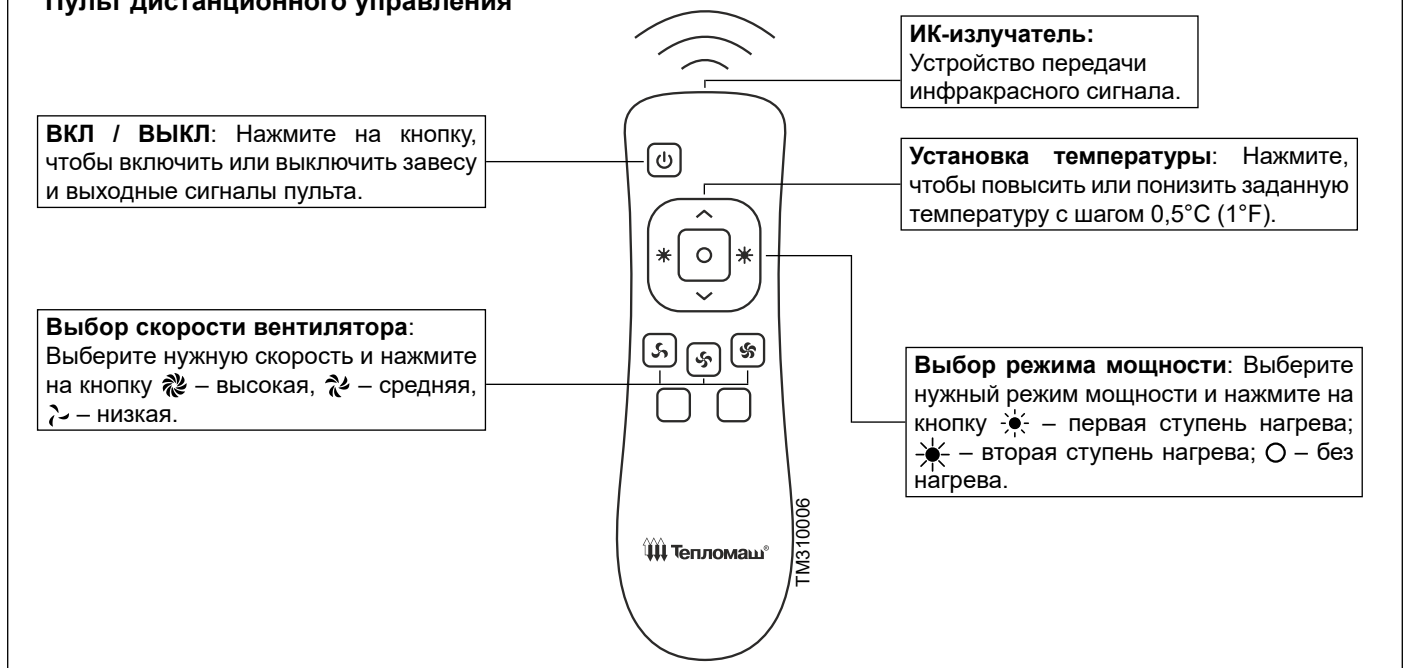 Пульт дистанционного управления
ИК-излучатель:
Устройство передачи
инфракрасного сигнала.
ВКЛ / ВЫКЛ: Нажмите на кнопку,
чтобы включить или выключить завесу
и выходные сигналы пульта.
Установка температуры: Нажмите,
чтобы повысить или понизить заданную
температуру с шагом 0,5°C (1°F).
Выбор скорости вентилятора:
Выберите нужную скорость и нажмите
на кнопку – высокая, – средняя,
– низкая.
Выбор режима мощности: Выберите
нужный режим мощности и нажмите на
кнопку – первая ступень нагрева;
– вторая ступень нагрева; – без
нагрева.
Тепломаш®
TM310006